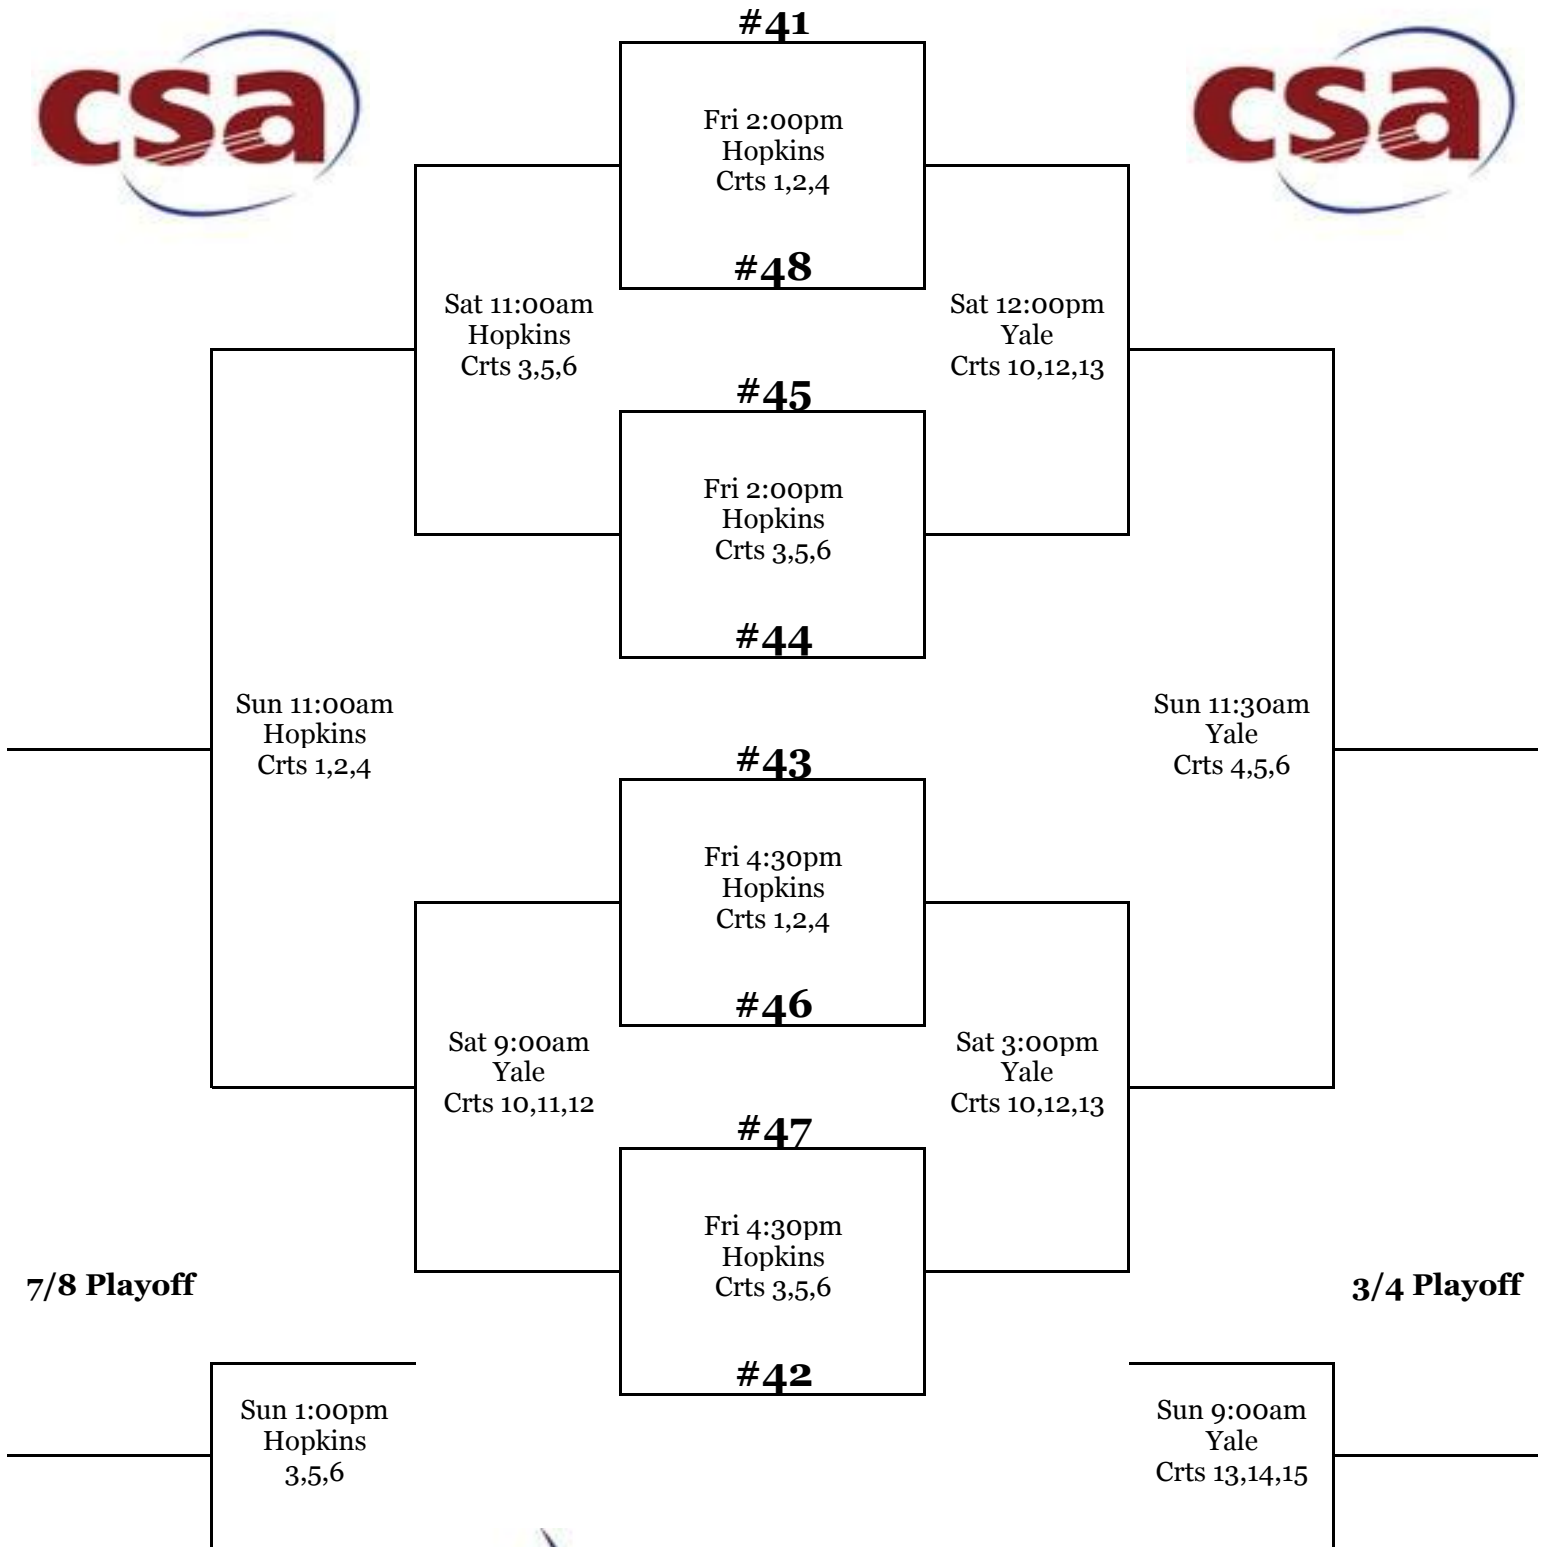 #41
csa
csa
Fri 2:00pm
Hopkins
Crts 1,2,4
#48
Sat 11:00am
Hopkins
Crts 3,5,6
Sat 12:00pm
Yale
Crts 10,12,13
#45
Fri 2:00pm
Hopkins
Crts 3,5,6
#44
Sun 11:00am
Hopkins
Crts 1,2,4
Sun 11:30am
Yale
Crts 4,5,6
#43
Fri 4:30pm
Hopkins
Crts 1,2,4
#46
Sat 9:00am
Yale
Crts 10,11,12
Sat 3:00pm
Yale
Crts 10,12,13
#47
Fri 4:30pm
Hopkins
Crts 3,5,6
7/8 Playoff
3/4 Playoff
#42
Sun 1:00pm
Hopkins
3,5,6
Sun 9:00am
Yale
Crts 13,14,15